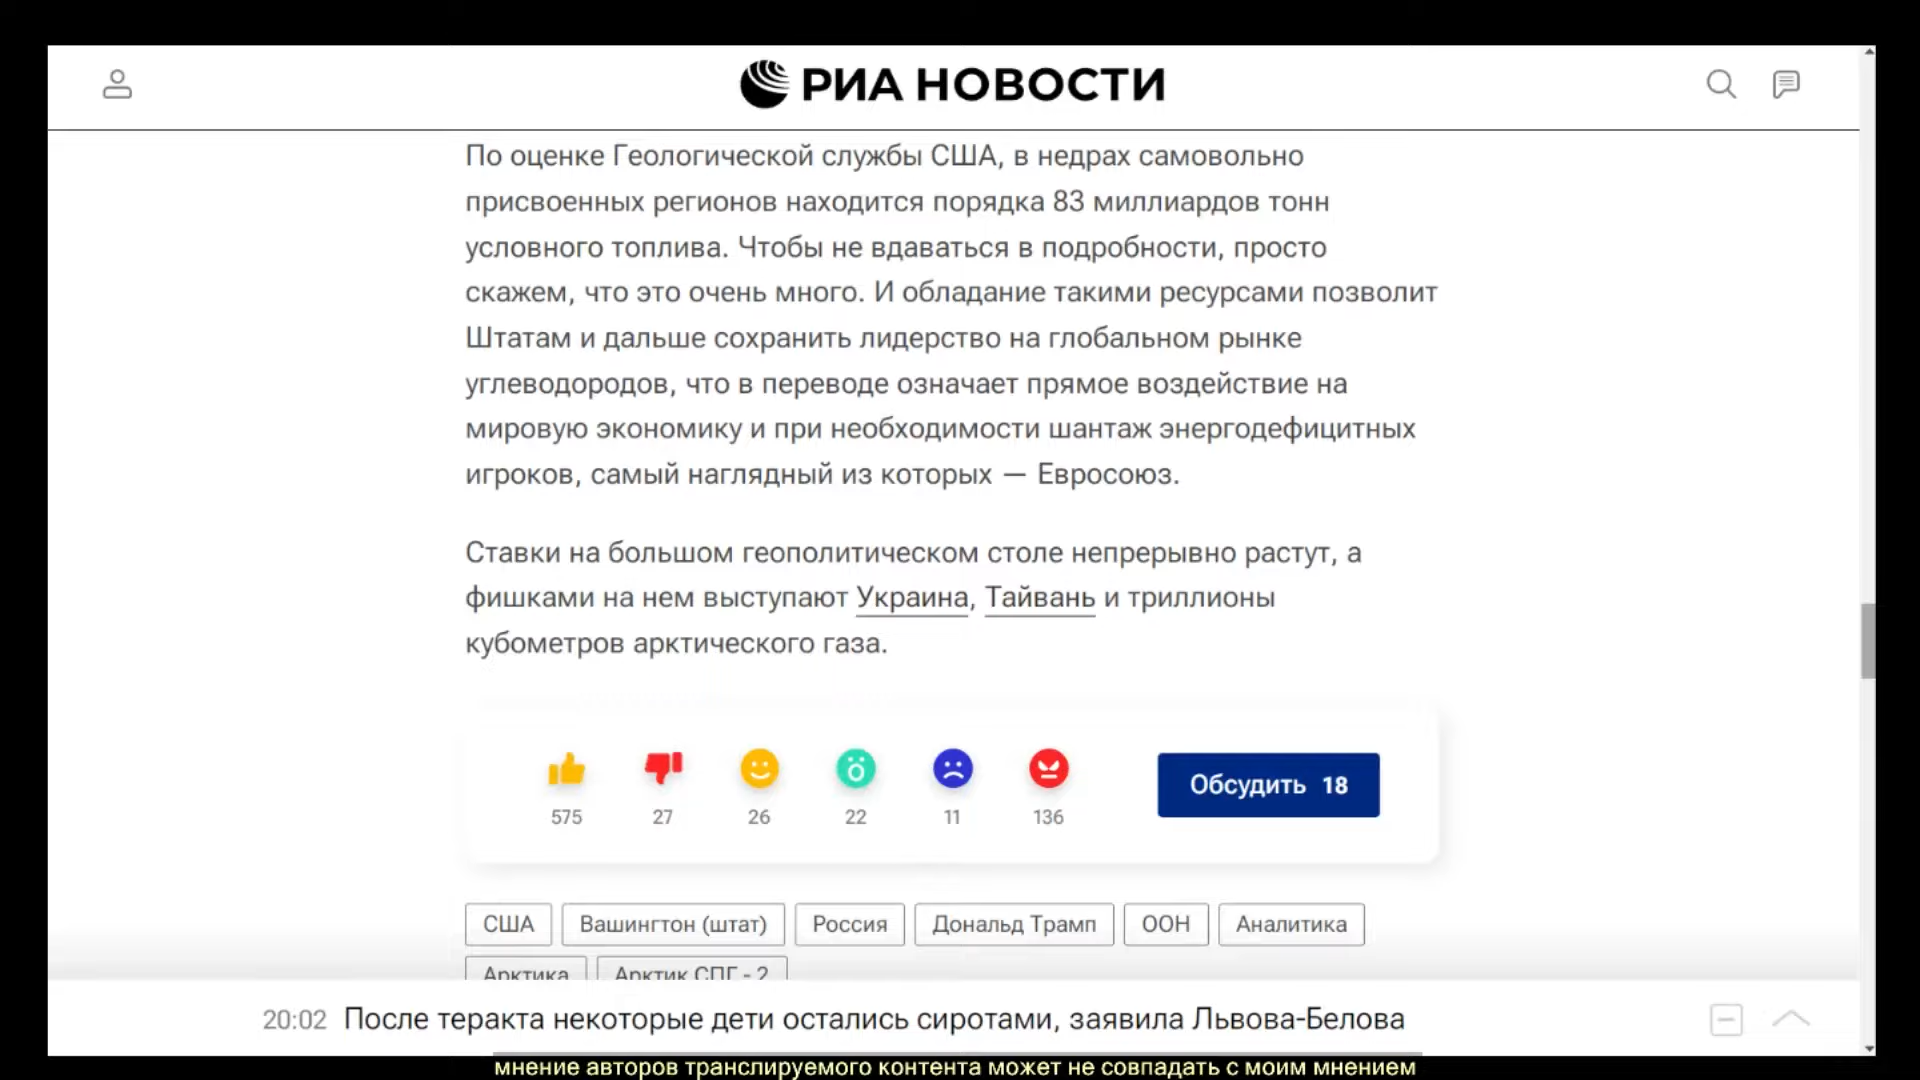 РИА НОВОСТИ
По оценке Геологической службы США, в недрах самовольно
присвоенных регионов находится порядка 83 миллиардов тонн
условного топлива. Чтобы не вдаваться в подробности, просто
скажем, что это очень много. И обладание такими ресурсами позволит
Штатам и дальше сохранить лидерство на глобальном рынке
углеводородов, что в переводе означает прямое воздействие на
мировую экономику и при необходимости шантаж энергодефицитных
игроков, самый наглядный из которых — Евросоюз.
Ставки на большом геополитическом столе непрерывно растут, а
фишками на нем выступают Украина, Тайвань и триллионы
кубометров арктического газа.
575 27 26 22 11 136 Обсудить 18
США Вашингтон (штат) Россия Дональд Трамп ООН Аналитика
Арктика Арктик СПГ - 2
20:02 После теракта некоторые дети остались сиротами, заявила Львова-Белова
мнение авторов транслируемого контента может не совпадать с моим мнением